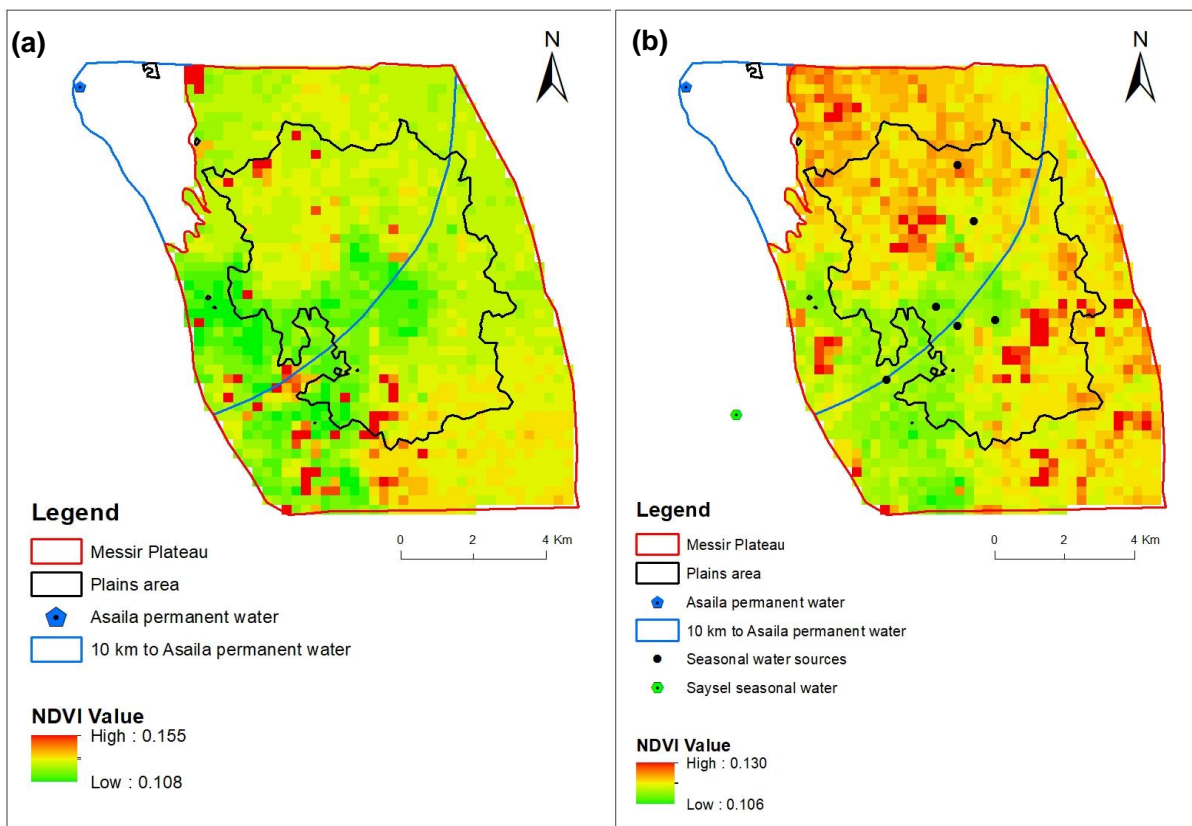 (a)
N
Legend
Messir Plateau
Plains area
Asaila permanent water
10 km to Asaila permanent water
0 2 4 Km
NDVI Value
High : 0.155
Low : 0.108
(b)
N
Legend
Messir Plateau
Plains area
Asaila permanent water
10 km to Asaila permanent water
Seasonal water sources
Saysel seasonal water
0 2 4 Km
NDVI Value
High : 0.130
Low : 0.106